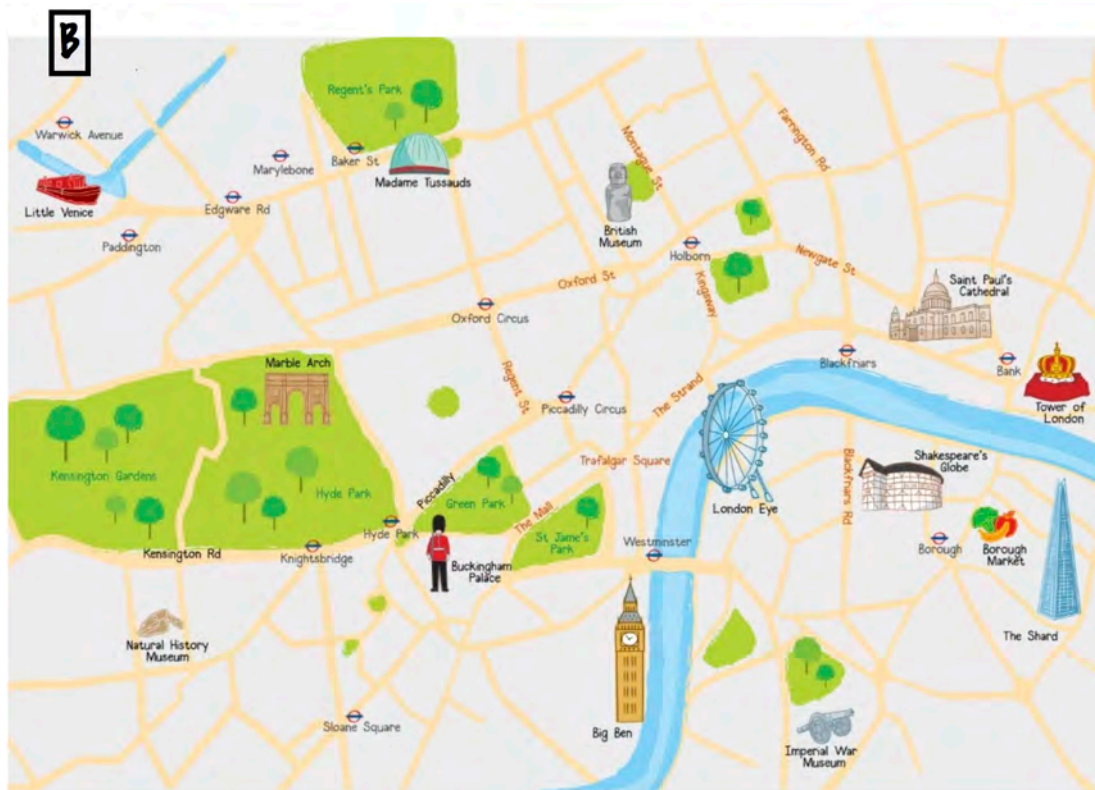 B
Regent's Park
Warwick Avenue
Marylebone
Baker St
Madame Tussauds
Little Venice
Edgware Rd
Paddington
Montague St
Farrington Rd
British
Museum
Holborn
Newgate St
Oxford St
Kingsway
Saint Paul's
Cathedral
Oxford Circus
Marble Arch
Regent St
Blackfriars
Bank
Piccadilly Circus
The Strand
Tower of
London
Kensington Gardens
Hyde Park
Trafalgar Square
Piccadilly
Green Park
Shakespeare's
Globe
Blackfriars Rd
London Eye
The Mall
Hyde Park
St Jame's
Park
Westminster
Kensington Rd
Knightsbridge
Buckingham
Palace
Borough
Borough
Market
Natural History
Museum
The Shard
Sloane Square
Big Ben
Imperial War
Museum